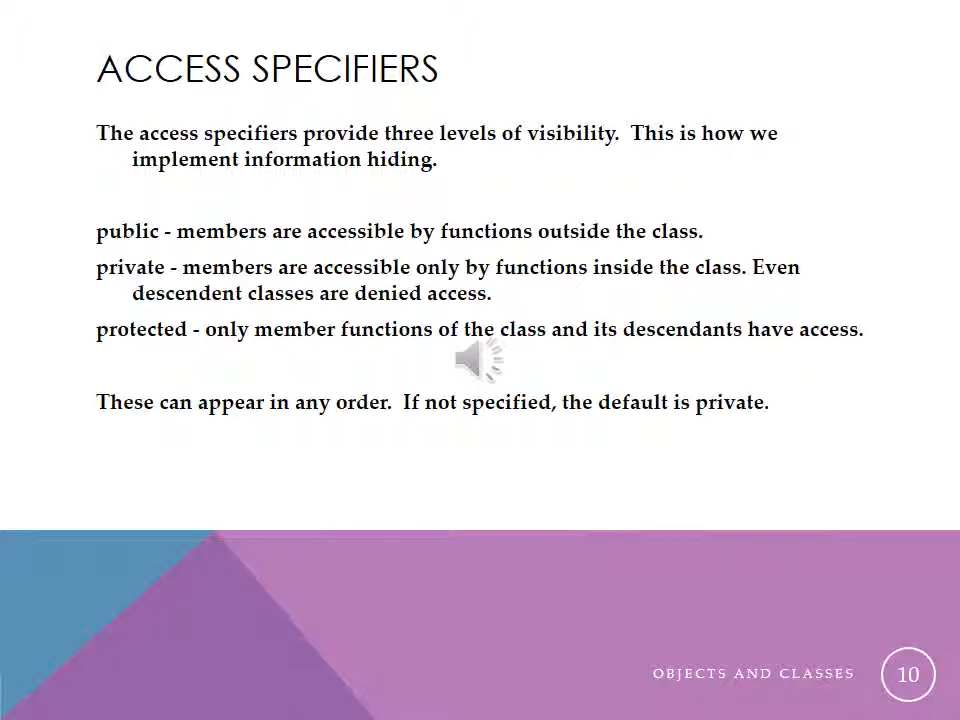 ACCESS SPECIFIERS
The access specifiers provide three levels of visibility.  This is how we
implement information hiding.
public - members are accessible by functions outside the class.
private - members are accessible only by functions inside the class. Even
descendent classes are denied access.
protected - only member functions of the class and its descendants have access.
These can appear in any order.  If not specified, the default is private.
OBJECTS AND CLASSES
10